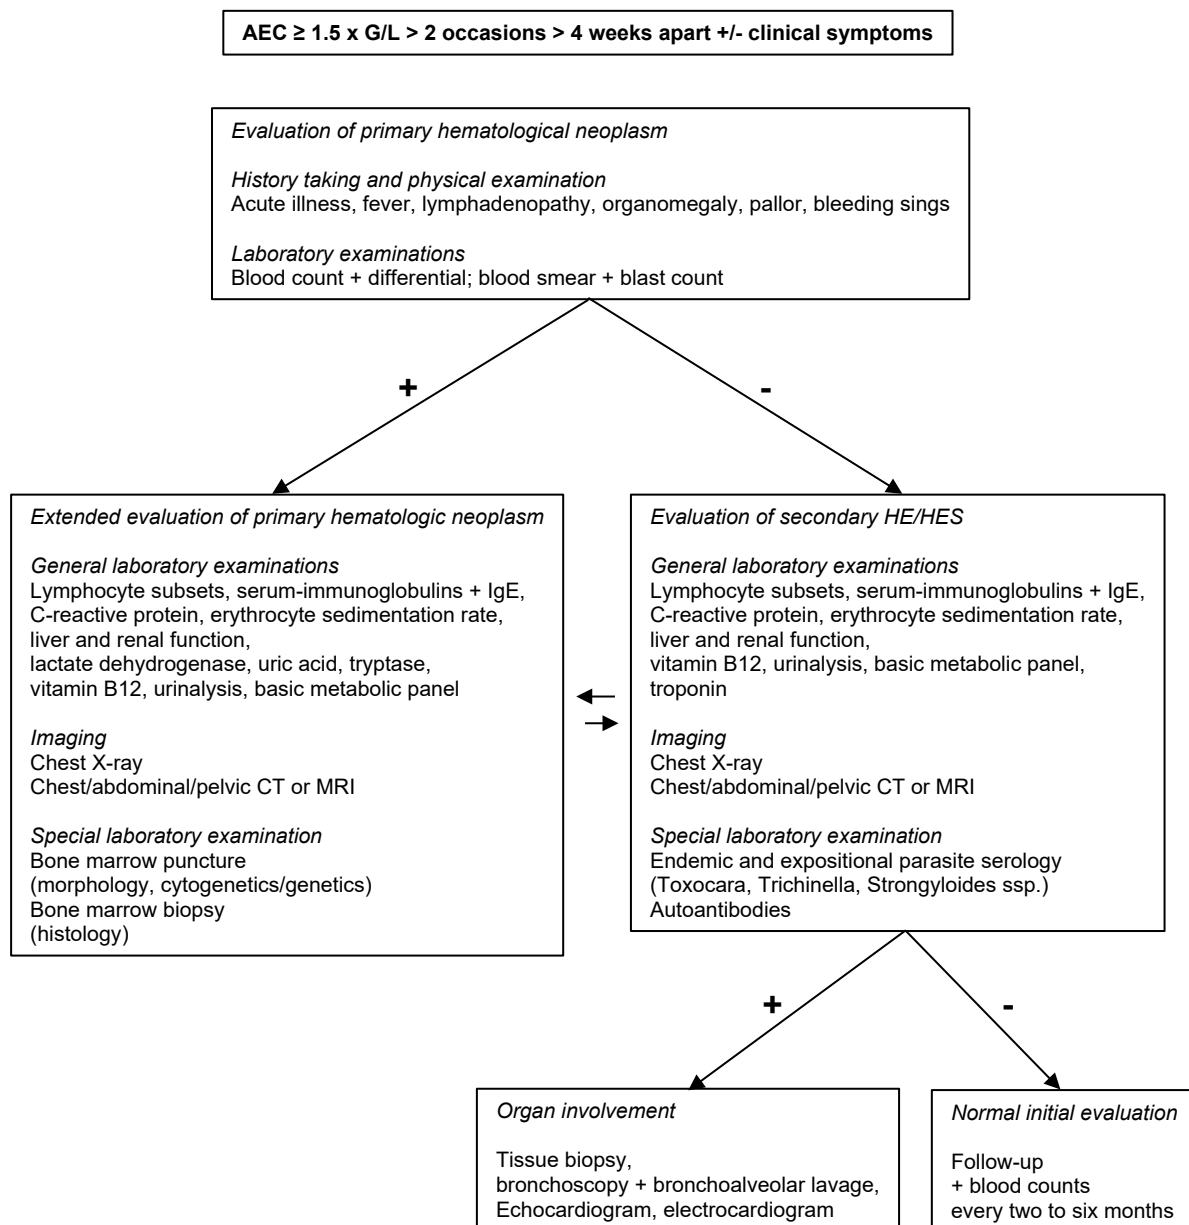 AEC ≥ 1.5 x G/L > 2 occasions > 4 weeks apart +/- clinical symptoms
Evaluation of primary hematological neoplasm
History taking and physical examination
Acute illness, fever, lymphadenopathy, organomegaly, pallor, bleeding sings
Laboratory examinations
Blood count + differential; blood smear + blast count
+
-
Extended evaluation of primary hematologic neoplasm
General laboratory examinations
Lymphocyte subsets, serum-immunoglobulins + IgE,
C-reactive protein, erythrocyte sedimentation rate,
liver and renal function,
lactate dehydrogenase, uric acid, tryptase,
vitamin B12, urinalysis, basic metabolic panel
Imaging
Chest X-ray
Chest/abdominal/pelvic CT or MRI
Special laboratory examination
Bone marrow puncture
(morphology, cytogenetics/genetics)
Bone marrow biopsy
(histology)
Evaluation of secondary HE/HES
General laboratory examinations
Lymphocyte subsets, serum-immunoglobulins + IgE,
C-reactive protein, erythrocyte sedimentation rate,
liver and renal function,
vitamin B12, urinalysis, basic metabolic panel,
troponin
Imaging
Chest X-ray
Chest/abdominal/pelvic CT or MRI
Special laboratory examination
Endemic and expositional parasite serology
(Toxocara, Trichinella, Strongyloides ssp.)
Autoantibodies
+
-
Organ involvement
Tissue biopsy,
bronchoscopy + bronchoalveolar lavage,
Echocardiogram, electrocardiogram
Normal initial evaluation
Follow-up
+ blood counts
every two to six months